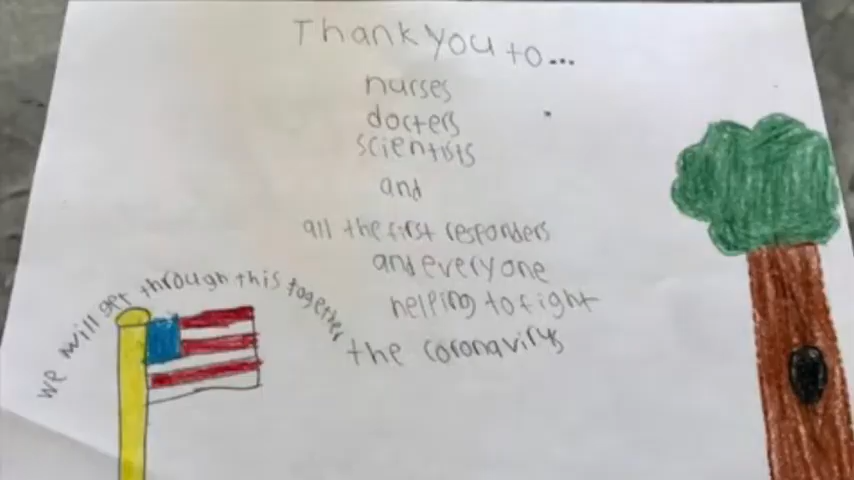 Thank you to...
nurses
docters
scientists
and
all the first responders
and everyone
helping to fight
the coronavirus
we will get through this together